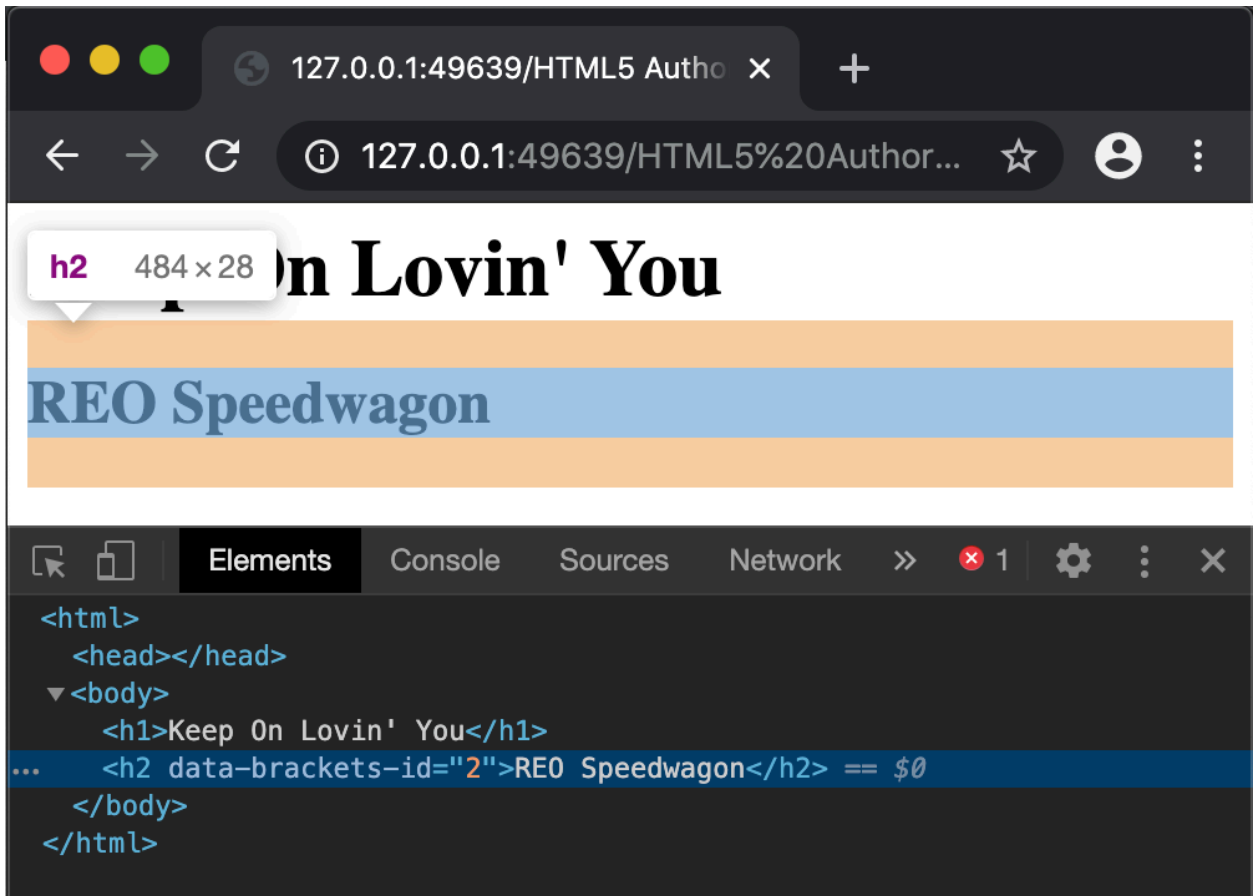 127.0.0.1:49639/HTML5 Autho
127.0.0.1:49639/HTML5%20Author...
h2 484 × 28
On Lovin' You
REO Speedwagon
Elements Console Sources Network » 1
<html>
<head></head>
<body>
<h1>Keep On Lovin' You</h1>
... <h2 data-brackets-id="2">REO Speedwagon</h2> == $0
</body>
</html>